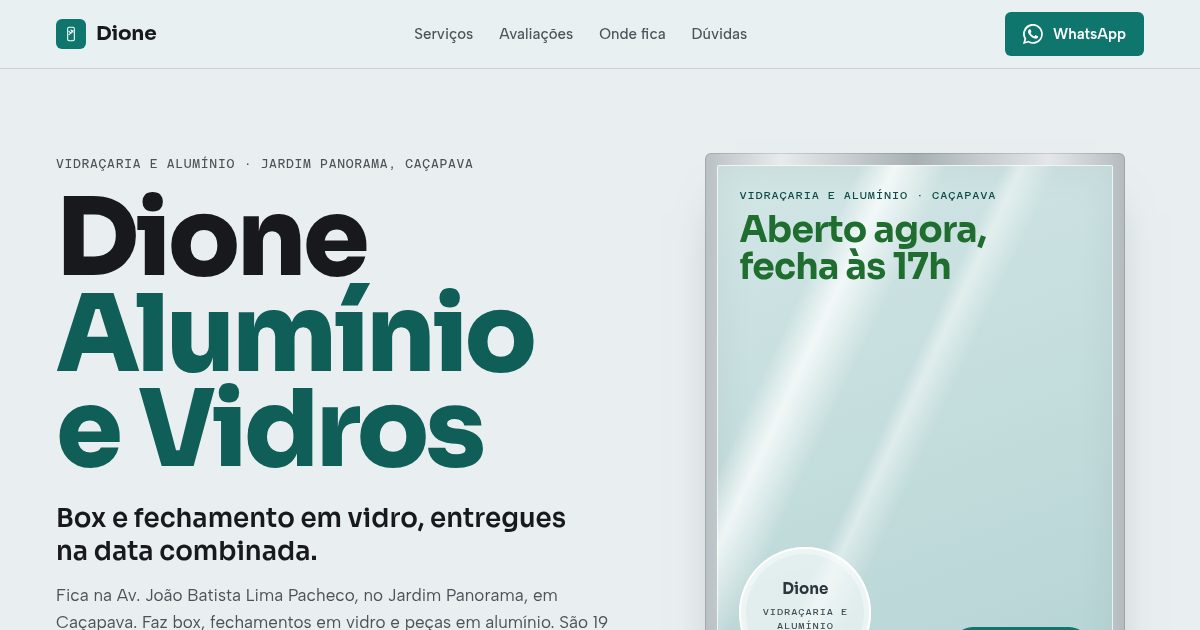 Dione
Serviços
Avaliações
Onde fica
Dúvidas
WhatsApp
VIDRAÇARIA E ALUMÍNIO · JARDIM PANORAMA, CAÇAPAVA
Dione
Alumínio
e Vidros
Box e fechamento em vidro, entregues
na data combinada.
Fica na Av. João Batista Lima Pacheco, no Jardim Panorama, em
Caçapava. Faz box, fechamentos em vidro e peças em alumínio. São 19
VIDRAÇARIA E ALUMÍNIO · CAÇAPAVA
Aberto agora,
fecha às 17h
Dione
VIDRAÇARIA E
ALUMÍNIO